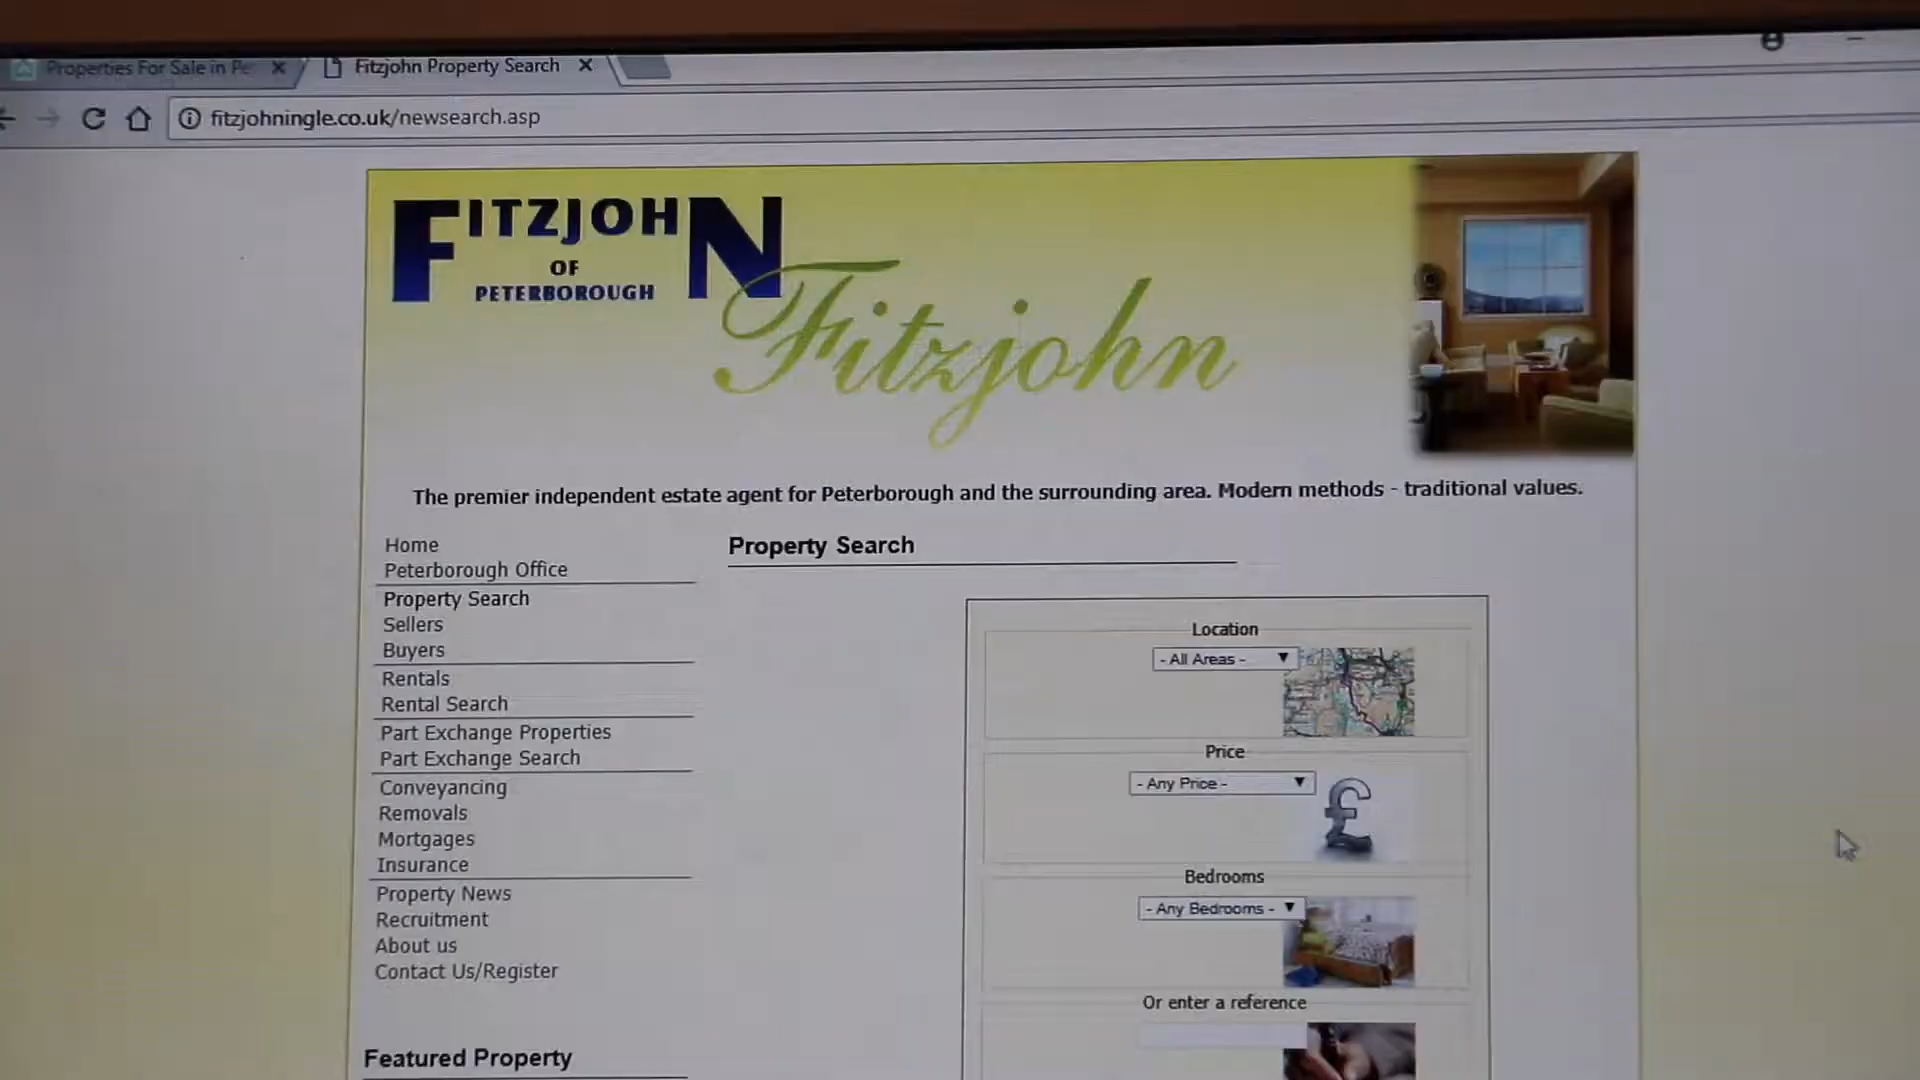 Properties For Sale in Pe
Fitzjohn Property Search
fitzjohningle.co.uk/newsearch.asp
FITZJOHN
OF
PETERBOROUGH
Fitzjohn
The premier independent estate agent for Peterborough and the surrounding area. Modern methods - traditional values.
Home
Peterborough Office
Property Search
Sellers
Buyers
Rentals
Rental Search
Part Exchange Properties
Part Exchange Search
Conveyancing
Removals
Mortgages
Insurance
Property News
Recruitment
About us
Contact Us/Register
Featured Property
Property Search
Location
- All Areas -
Price
- Any Price -
£
Bedrooms
- Any Bedrooms -
Or enter a reference